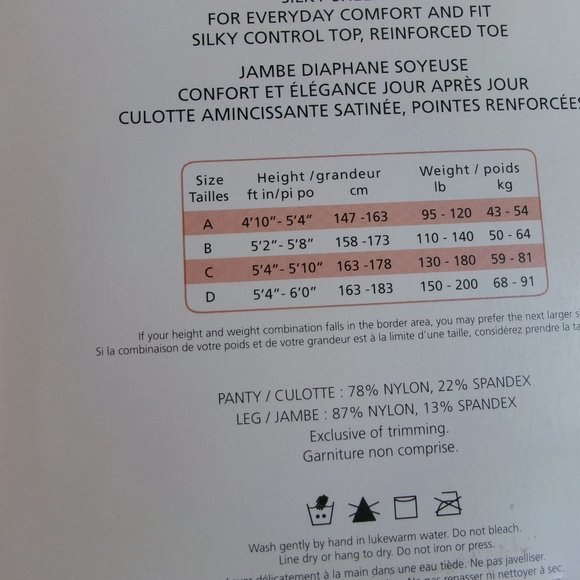 FOR EVERYDAY COMFORT AND FIT
SILKY CONTROL TOP, REINFORCED TOE
JAMBE DIAPHANE SOYEUSE
CONFORT ET ÉLÉGANCE JOUR APRÈS JOUR
CULOTTE AMINCISSANTE SATINÉE, POINTES RENFORCÉES
Size Height / grandeur Weight / poids
Tailles ft in/pi po cm lb kg
A 4'10"- 5'4" 147 -163 95 - 120 43 - 54
B 5'2"- 5'8" 158 -173 110 - 140 50 - 64
C 5'4"- 5'10" 163 -178 130 - 180 59 - 81
D 5'4"- 6'0" 163 -183 150 - 200 68 - 91
If your height and weight combination falls in the border area, you may prefer the next larger
Si la combinaison de votre poids et de votre grandeur est à la limite d'une taille, considérez prendre la
PANTY / CULOTTE : 78% NYLON, 22% SPANDEX
LEG / JAMBE : 87% NYLON, 13% SPANDEX
Exclusive of trimming.
Garniture non comprise.
Wash gently by hand in lukewarm water. Do not bleach.
Line dry or hang to dry. Do not iron or press.
délicatement à la main dans une eau tiède. Ne pas javelliser.
repasser ni nettoyer à sec.